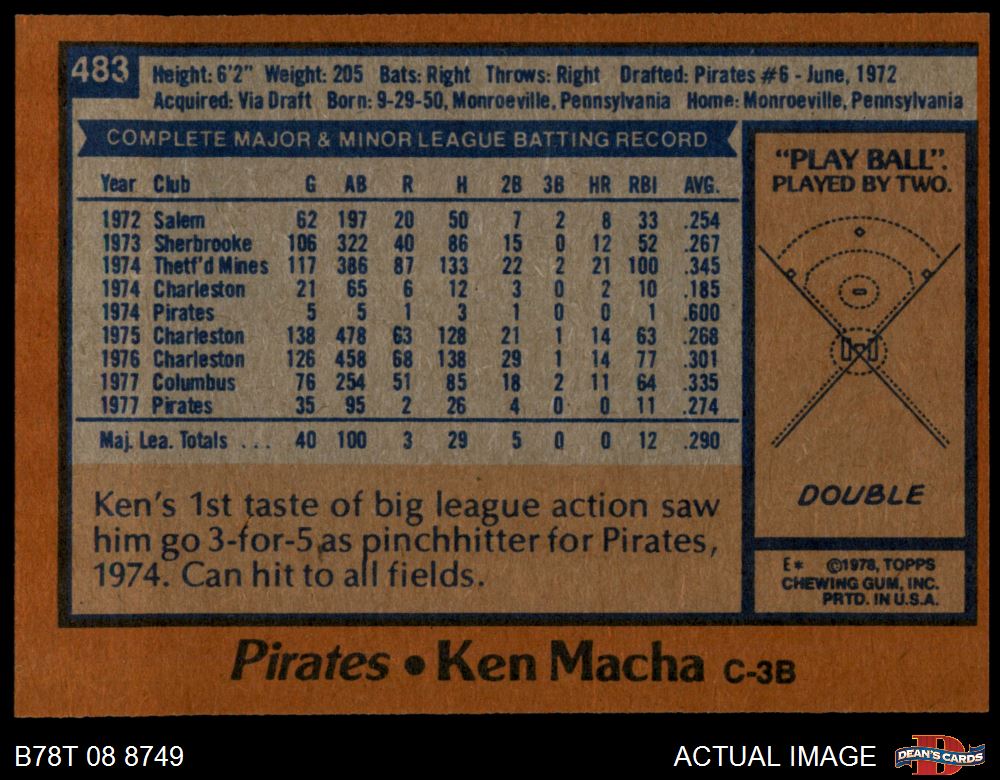 483
Height: 6'2" Weight: 205 Bats: Right Throws: Right Drafted: Pirates #6 - June, 1972
Acquired: Via Draft Born: 9-29-50, Monroeville, Pennsylvania Home: Monroeville, Pennsylvania
COMPLETE MAJOR & MINOR LEAGUE BATTING RECORD
Year Club G AB R H 2B 3B HR RBI AVG.
1972 Salem 62 197 20 50 7 2 8 33 .254
1973 Sherbrooke 106 322 40 86 15 0 12 52 .267
1974 Thetf'd Mines 117 386 87 133 22 2 21 100 .345
1974 Charleston 21 65 6 12 3 0 2 10 .185
1974 Pirates 5 5 1 3 1 0 0 1 .600
1975 Charleston 138 478 63 128 21 1 14 63 .268
1976 Charleston 126 458 68 138 29 1 14 77 .301
1977 Columbus 76 254 51 85 18 2 11 64 .335
1977 Pirates 35 95 2 26 4 0 0 11 .274
Maj. Lea. Totals ... 40 100 3 29 5 0 0 12 .290
Ken's 1st taste of big league action saw
him go 3-for-5 as pinchhitter for Pirates,
1974. Can hit to all fields.
"PLAY BALL".
PLAYED BY TWO.
DOUBLE
E* ©1978, TOPPS
CHEWING GUM, INC.
PRTD. IN U.S.A.
Pirates • Ken Macha C-3B
B78T 08 8749
ACTUAL IMAGE
D
DEAN'S CARDS